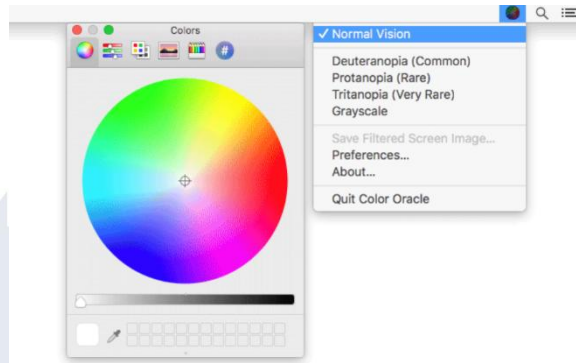 Colors
#
✓ Normal Vision
Deuteranopia (Common)
Protanopia (Rare)
Tritanopia (Very Rare)
Grayscale
Save Filtered Screen Image...
Preferences...
About...
Quit Color Oracle